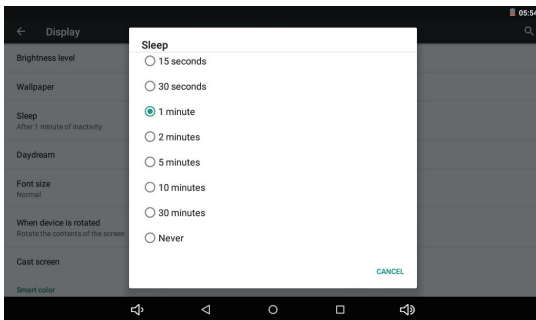 05:54
Display
Brightness level
Wallpaper
Sleep
After 1 minute of inactivity
Daydream
Font size
Normal
When device is rotated
Rotate the contents of the screen
Cast screen
Smart color
Sleep
15 seconds
30 seconds
1 minute
2 minutes
5 minutes
10 minutes
30 minutes
Never
CANCEL